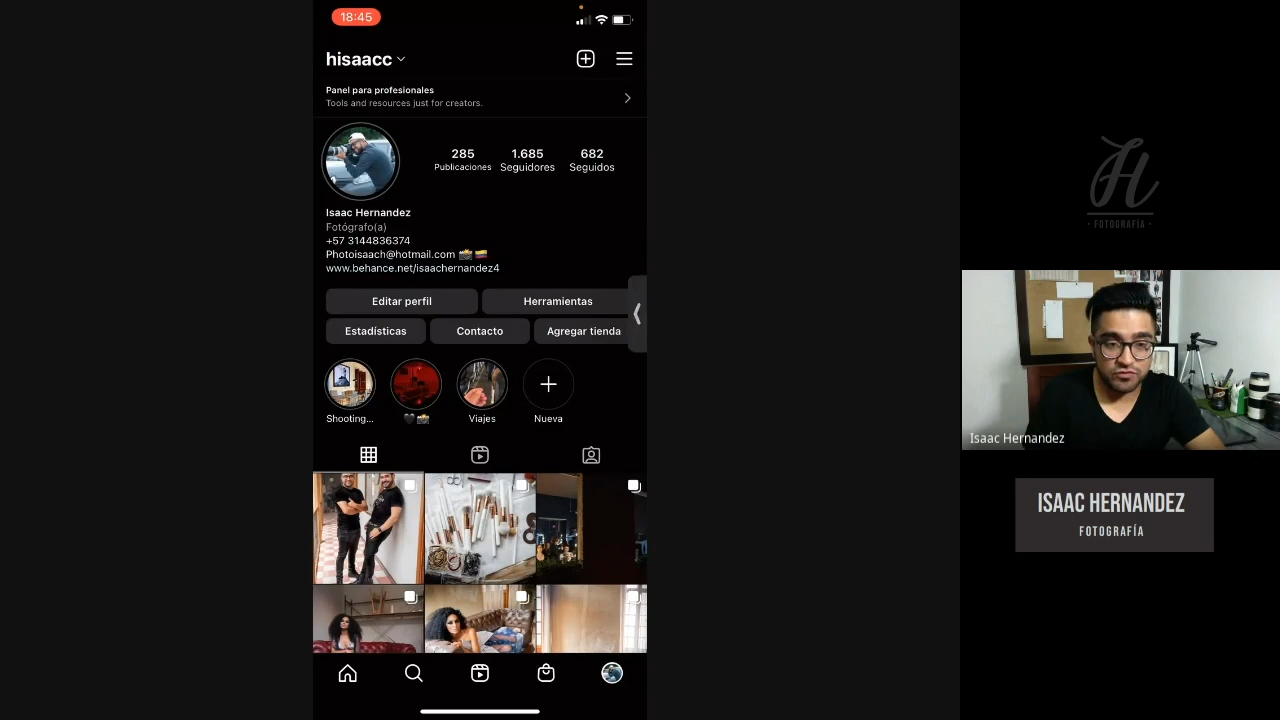 18:45
hisaacc
Panel para profesionales
Tools and resources just for creators.
285
Publicaciones
1.685
Seguidores
682
Seguidos
Isaac Hernandez
Fotógrafo(a)
+57 3144836374
Photoisaach@hotmail.com
www.behance.net/isaachernandez4
Editar perfil
Herramientas
Estadísticas
Contacto
Agregar tienda
Shooting...
Viajes
Nueva
H
• FOTOGRAFÍA •
Isaac Hernandez
ISAAC HERNANDEZ
FOTOGRAFÍA